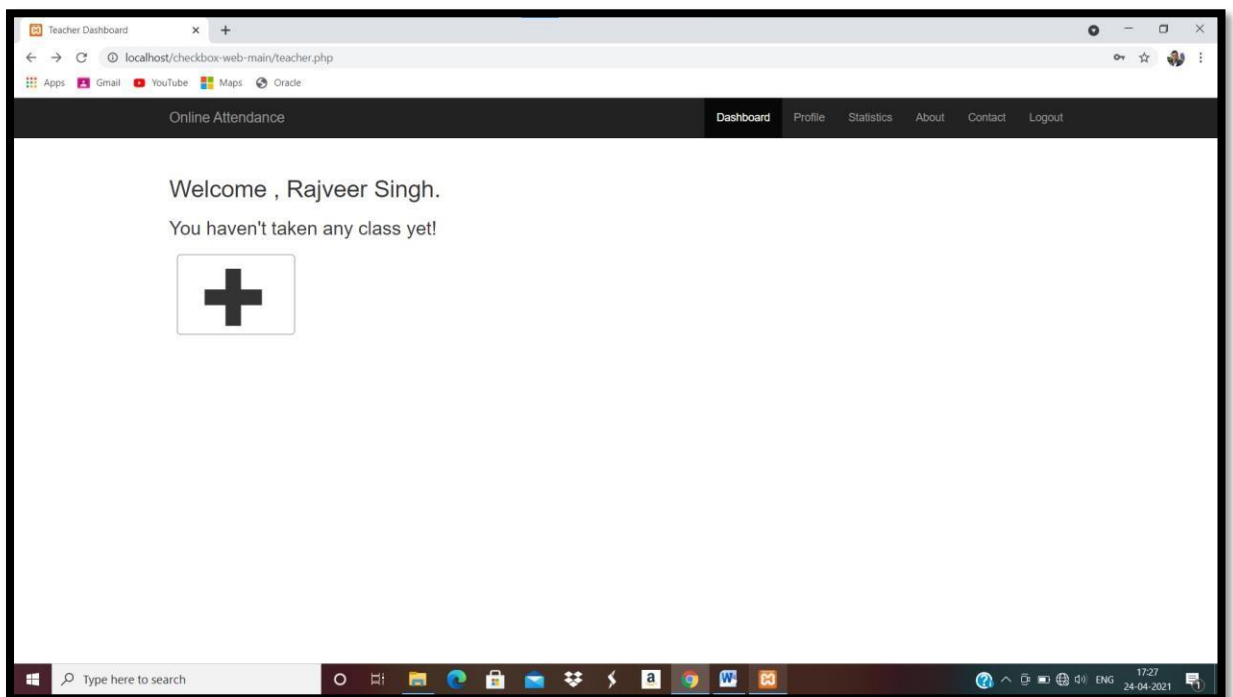 Teacher Dashboard
localhost/checkbox-web-main/teacher.php
Apps Gmail YouTube Maps Oracle
Online Attendance Dashboard Profile Statistics About Contact Logout
Welcome , Rajveer Singh.
You haven't taken any class yet!
Type here to search
a W ENG 17:27
24-04-2021
1